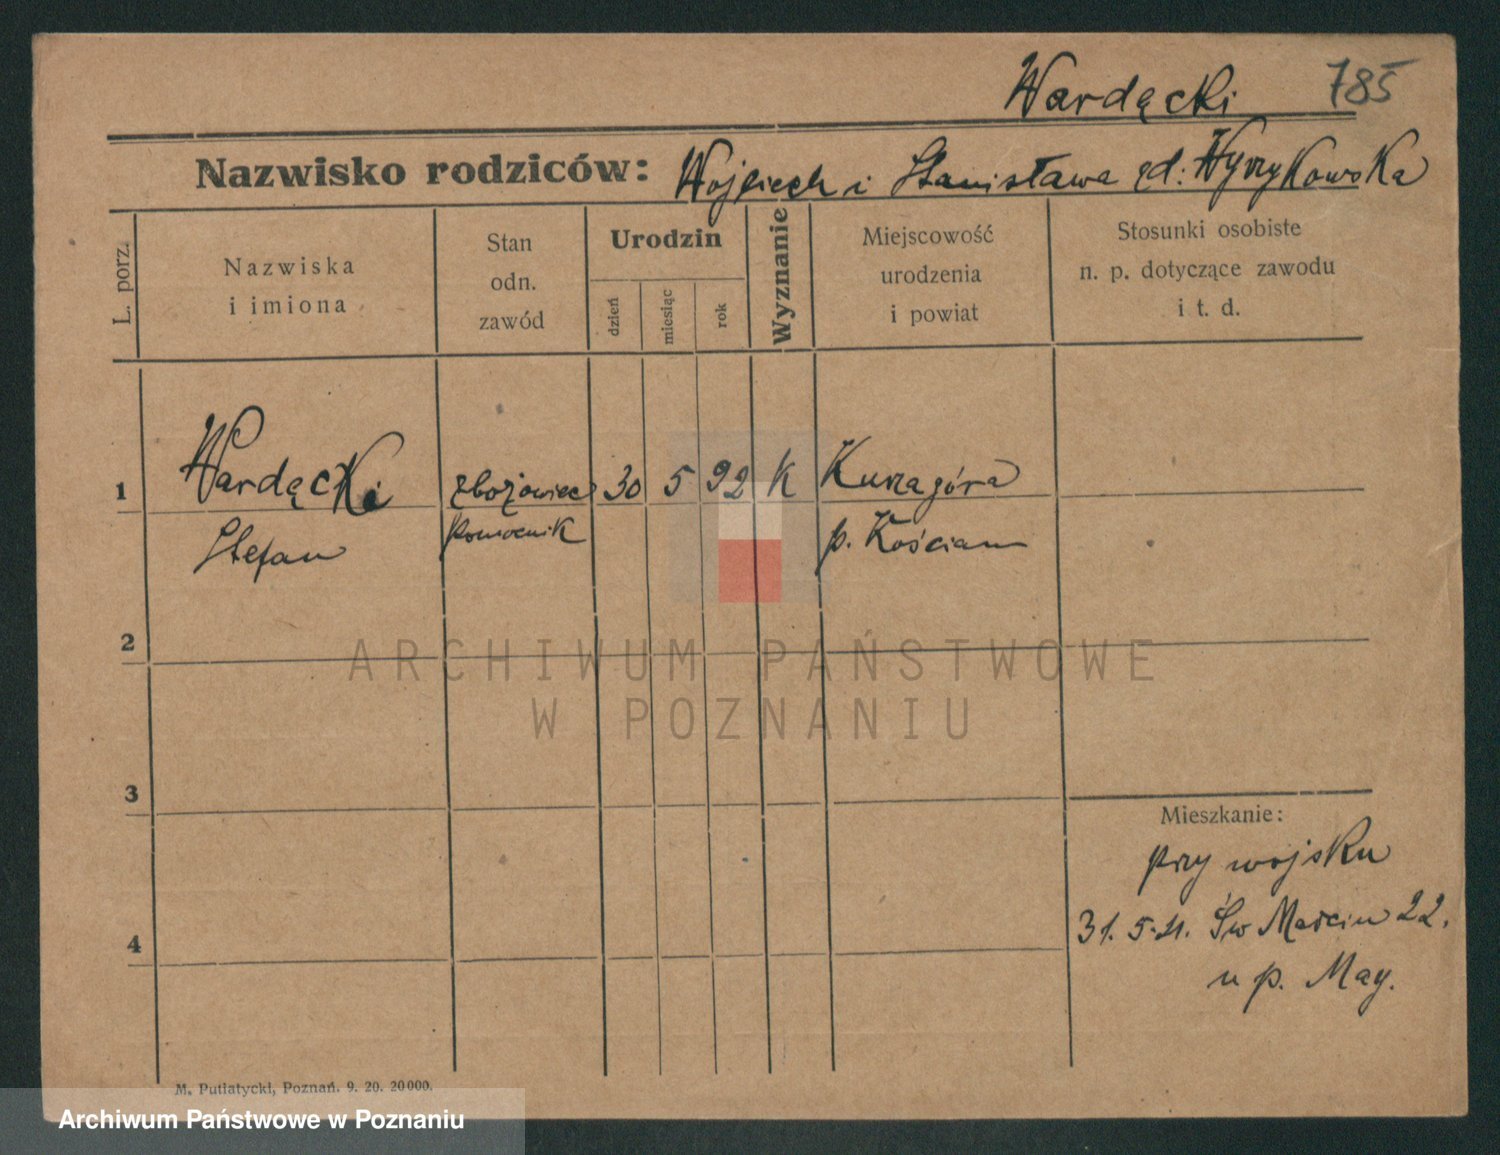 Wardęcki 785
Nazwisko rodziców: Wojciech i Stanisława zd: Wyrzykowska
L. porz.
Nazwiska
i imiona
Stan
odn.
zawód
Urodzin
dzień
miesiąc
rok
Wyznanie
Miejscowość
urodzenia
i powiat
Stosunki osobiste
n. p. dotyczące zawodu
i t. d.
1 Wardęcki zbożowiec 30 5 92 K Kurzagóra
Stefan pomocnik p. Kościan
2
3
4
Mieszkanie:
przy wojsku
31. 5. 21. Św Marcin 22.
u p. May.
M. Putiatycki, Poznań. 9. 20. 20000.
ARCHIWUM PAŃSTWOWE
W POZNANIU
Archiwum Państwowe w Poznaniu